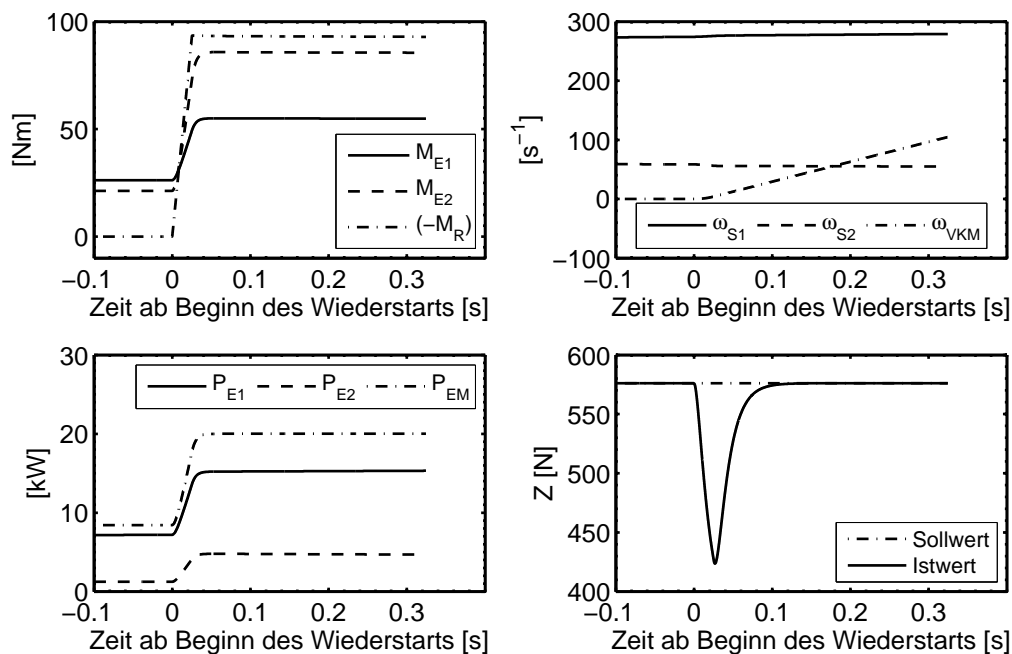 100
50
0
[Nm]
M_E1
M_E2
(−M_R)
−0.1 0 0.1 0.2 0.3
Zeit ab Beginn des Wiederstarts [s]
300
200
100
0
−100
[s⁻¹]
ω_S1 ω_S2 ω_VKM
−0.1 0 0.1 0.2 0.3
Zeit ab Beginn des Wiederstarts [s]
30
20
10
0
[kW]
P_E1 P_E2 P_EM
−0.1 0 0.1 0.2 0.3
Zeit ab Beginn des Wiederstarts [s]
600
550
500
450
400
Z [N]
Sollwert
Istwert
−0.1 0 0.1 0.2 0.3
Zeit ab Beginn des Wiederstarts [s]